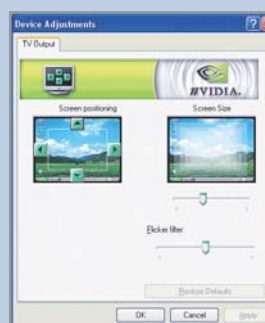 Device Adjustments
TV Output
NVIDIA.
Screen positioning
Screen Size
Flicker filter:
Restore Defaults
OK
Cancel
Apply